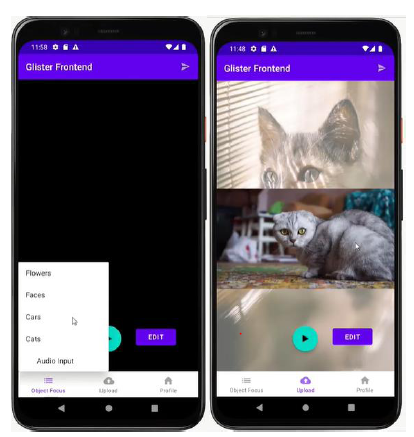 11:58
Glister Frontend
Flowers
Faces
Cars
Cats
Audio Input
EDIT
Object Focus
Upload
Profile
11:48
Glister Frontend
EDIT
Object Focus
Upload
Profile